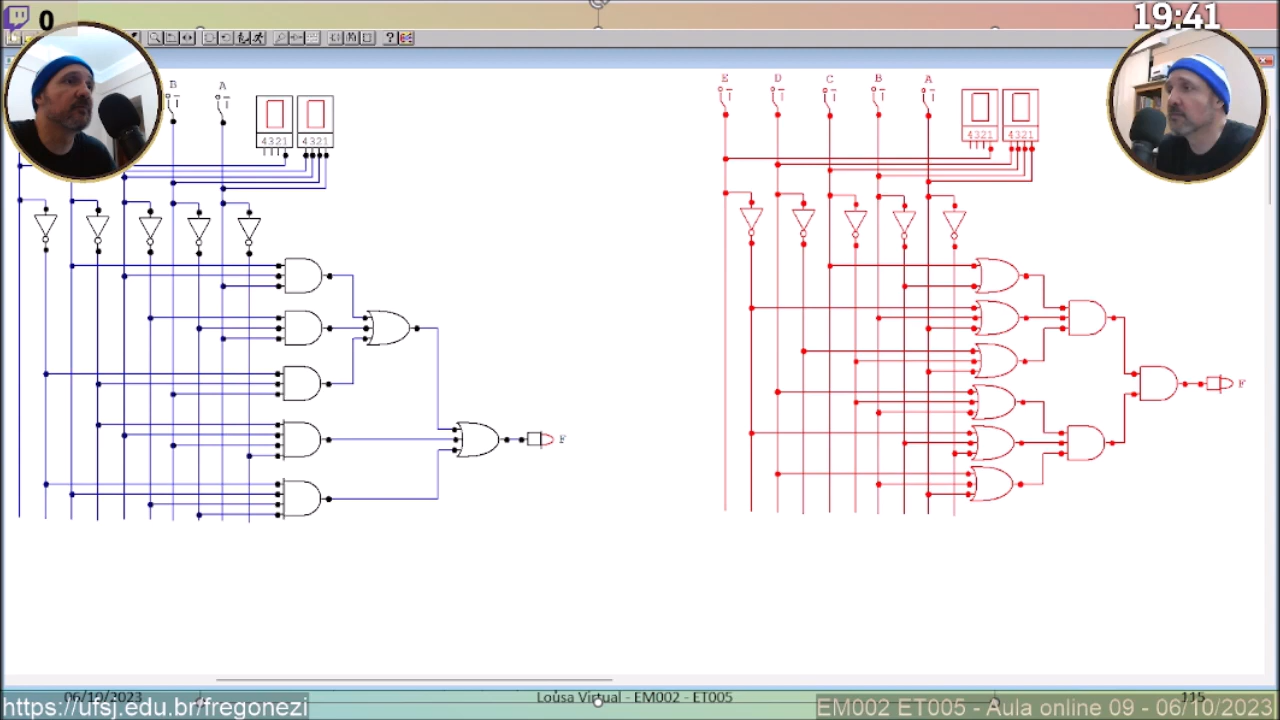 0
19:41
?
B A
E D C B A
4321 4321
4321 4321
F
F
06/10/2023
Lousa Virtual - EM002 - ET005
115
https://ufsj.edu.br/fregonezi
EM002 ET005 - Aula online 09 - 06/10/2023